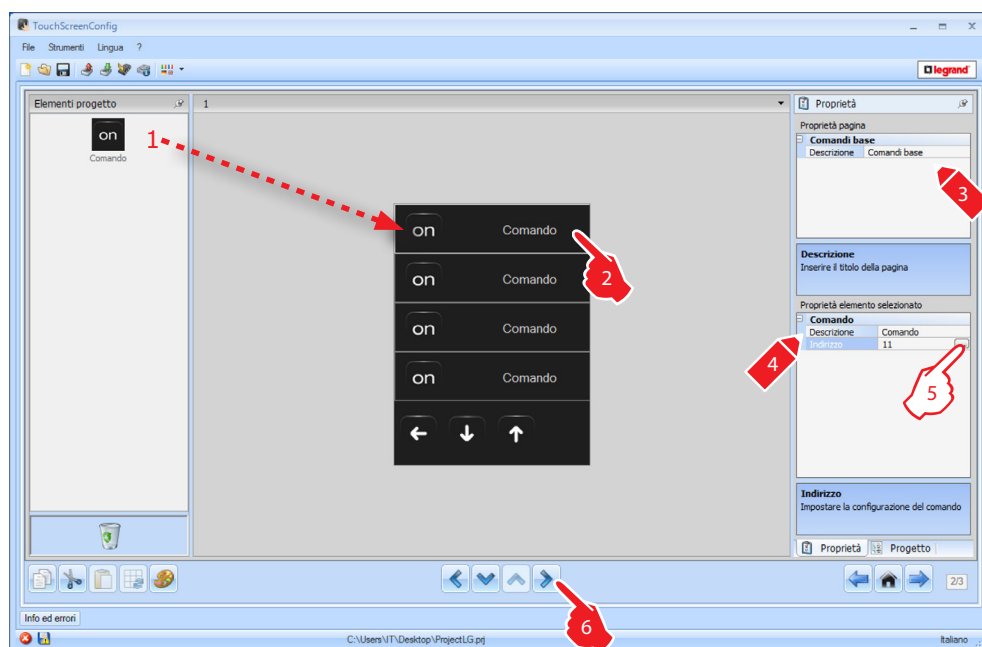 TouchScreenConfig
File Strumenti Lingua ?
legrand
Elementi progetto
1
Proprietà
on
Comando
1
Proprietà pagina
Comandi base
Descrizione Comandi base
3
on Comando
2
on Comando
on Comando
on Comando
Descrizione
Inserire il titolo della pagina
Proprietà elemento selezionato
Comando
Descrizione Comando
Indirizzo 11
...
4
5
Indirizzo
Impostare la configurazione del comando
Proprietà Progetto
2/3
6
Info ed errori
C:\Users\IT\Desktop\ProjectLG.prj
Italiano